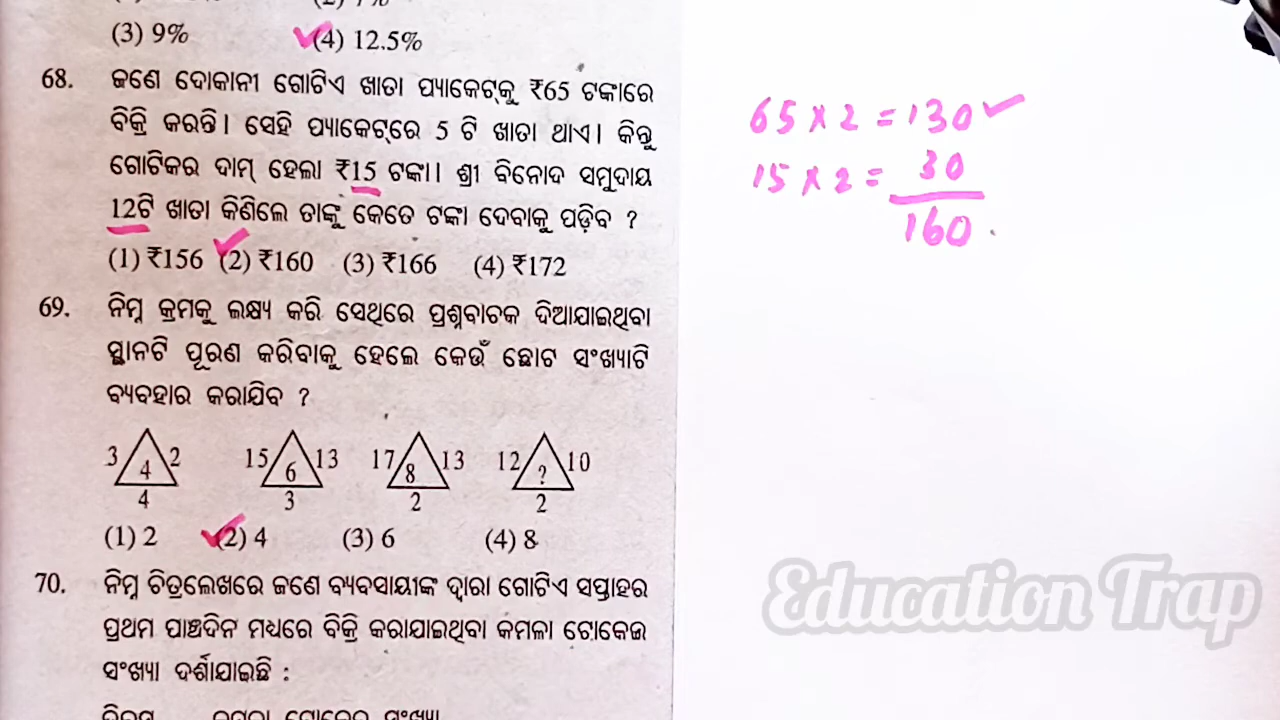 (3) 9% (4) 12.5%
68. ଜଣେ ଦୋକାନୀ ଗୋଟିଏ ଖାତା ପ୍ୟାକେଟ୍‌କୁ ₹65 ଟଙ୍କାରେ
ବିକ୍ରି କରନ୍ତି। ସେହି ପ୍ୟାକେଟ୍‌ରେ 5 ଟି ଖାତା ଥାଏ। କିନ୍ତୁ
ଗୋଟିକର ଦାମ୍ ହେଲା ₹15 ଟଙ୍କା। ଶ୍ରୀ ବିନୋଦ ସମୁଦାୟ
12ଟି ଖାତା କିଣିଲେ ତାଙ୍କୁ କେତେ ଟଙ୍କା ଦେବାକୁ ପଡ଼ିବ ?
(1) ₹156 (2) ₹160 (3) ₹166 (4) ₹172
69. ନିମ୍ନ କ୍ରମକୁ ଲକ୍ଷ୍ୟ କରି ସେଥିରେ ପ୍ରଶ୍ନବାଚକ ଦିଆଯାଇଥିବା
ସ୍ଥାନଟି ପୂରଣ କରିବାକୁ ହେଲେ କେଉଁ ଛୋଟ ସଂଖ୍ୟାଟି
ବ୍ୟବହାର କରାଯିବ ?
3 4 2 15 6 13 17 8 13 12 ? 10
4 3 2 2
(1) 2 (2) 4 (3) 6 (4) 8
70. ନିମ୍ନ ଚିତ୍ରଲେଖରେ ଜଣେ ବ୍ୟବସାୟୀଙ୍କ ଦ୍ୱାରା ଗୋଟିଏ ସପ୍ତାହର
ପ୍ରଥମ ପାଞ୍ଚଦିନ ମଧ୍ୟରେ ବିକ୍ରି କରାଯାଇଥିବା କମଳା ଟୋକେଇ
ସଂଖ୍ୟା ଦର୍ଶାଯାଇଛି :
65 × 2 = 130
15 × 2 = 30
160
Education Trap